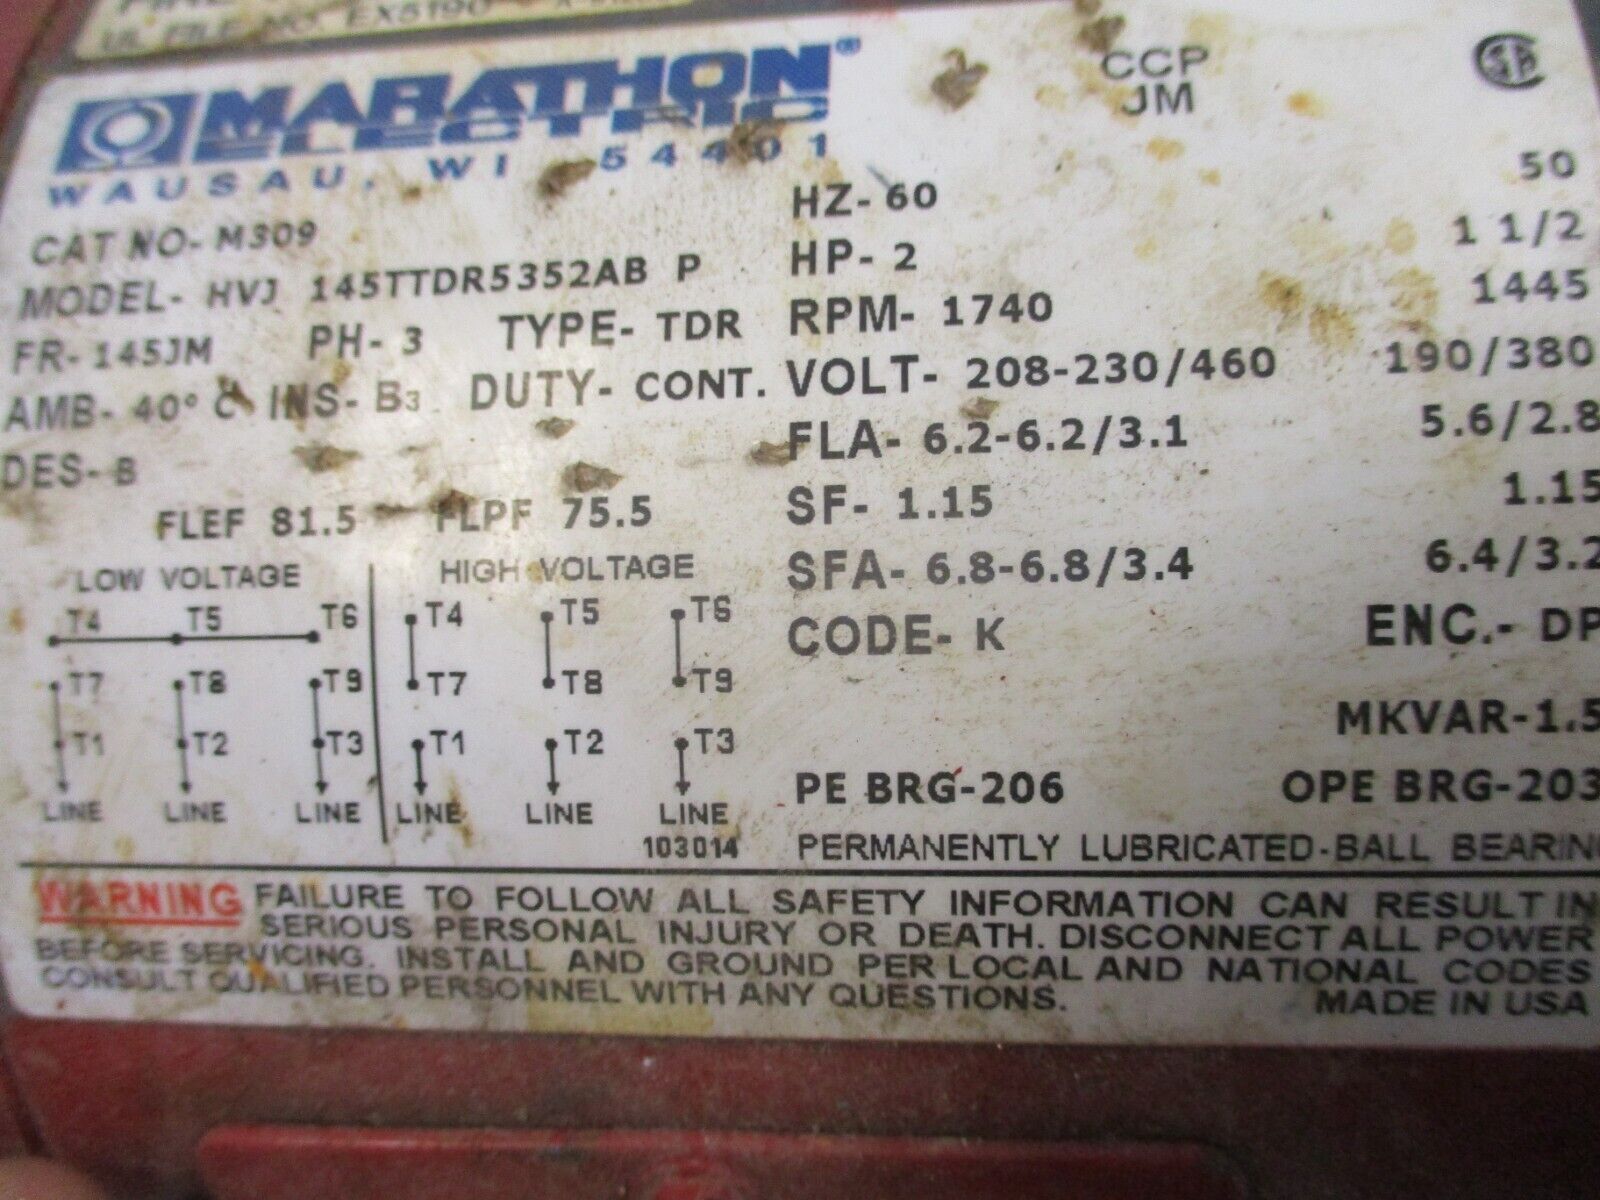 UL FILE NO. EX5190
MARATHON®
ELECTRIC
WAUSAU, WI 54401
CCP
JM
CAT NO- M309
HZ- 60 50
MODEL- HVJ 145TTDR5352AB P
HP- 2 1 1/2
FR- 145JM PH- 3 TYPE- TDR
RPM- 1740 1445
AMB- 40° C INS- B3 DUTY- CONT.
VOLT- 208-230/460 190/380
DES- B
FLA- 6.2-6.2/3.1 5.6/2.8
FLEF 81.5 FLPF 75.5
SF- 1.15 1.15
SFA- 6.8-6.8/3.4 6.4/3.2
CODE- K ENC.- DP
MKVAR-1.5
PE BRG-206 OPE BRG-203
PERMANENTLY LUBRICATED-BALL BEARIN
LOW VOLTAGE HIGH VOLTAGE
T4 T5 T6 T4 T5 T6
T7 T8 T9 T7 T8 T9
T1 T2 T3 T1 T2 T3
LINE LINE LINE LINE LINE LINE
103014
WARNING FAILURE TO FOLLOW ALL SAFETY INFORMATION CAN RESULT IN
SERIOUS PERSONAL INJURY OR DEATH. DISCONNECT ALL POWER
BEFORE SERVICING. INSTALL AND GROUND PER LOCAL AND NATIONAL CODES
CONSULT QUALIFIED PERSONNEL WITH ANY QUESTIONS. MADE IN USA